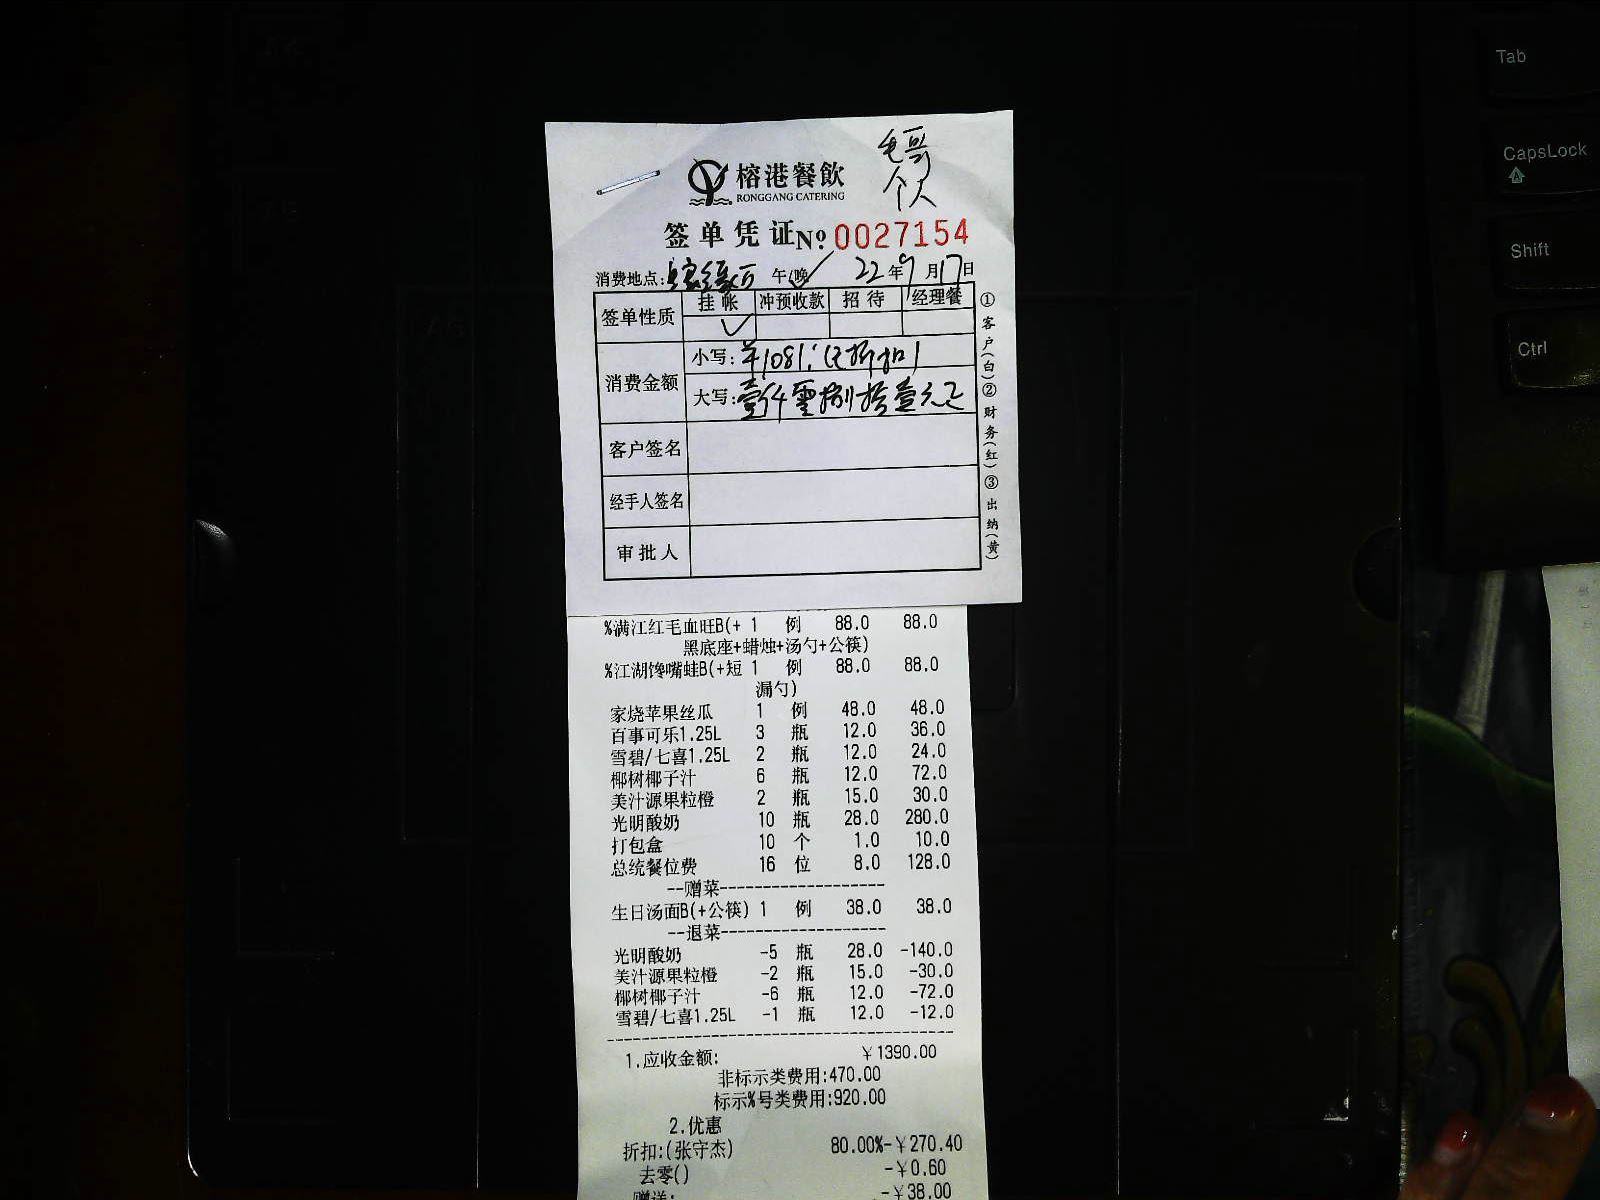 毛哥
个人
榕港餐飲
RONGGANG CATERING
签单凭证 № 0027154
消费地点: 午(晚 22年9月17日
签单性质 挂帐 冲预收款 招待 经理餐
✓
消费金额 小写:¥1081.(已折扣)
大写:壹仟零捌拾壹元正
客户签名
经手人签名
审批人
①客户(白)②财务(红)③出纳(黄)
%满江红毛血旺B(+ 1 例 88.0 88.0
黑底座+蜡烛+汤勺+公筷)
%江湖馋嘴蛙B(+短 1 例 88.0 88.0
漏勺)
家烧苹果丝瓜 1 例 48.0 48.0
百事可乐1.25L 3 瓶 12.0 36.0
雪碧/七喜1.25L 2 瓶 12.0 24.0
椰树椰子汁 6 瓶 12.0 72.0
美汁源果粒橙 2 瓶 15.0 30.0
光明酸奶 10 瓶 28.0 280.0
打包盒 10 个 1.0 10.0
总统餐位费 16 位 8.0 128.0
--赠菜-------------------
生日汤面B(+公筷) 1 例 38.0 38.0
--退菜-------------------
光明酸奶 -5 瓶 28.0 -140.0
美汁源果粒橙 -2 瓶 15.0 -30.0
椰树椰子汁 -6 瓶 12.0 -72.0
雪碧/七喜1.25L -1 瓶 12.0 -12.0
1.应收金额: ¥1390.00
非标示类费用:470.00
标示%号类费用:920.00
2.优惠
折扣:(张守杰) 80.00%-¥270.40
去零() -¥0.60
赠送: -¥38.00
Tab
CapsLock
Shift
Ctrl